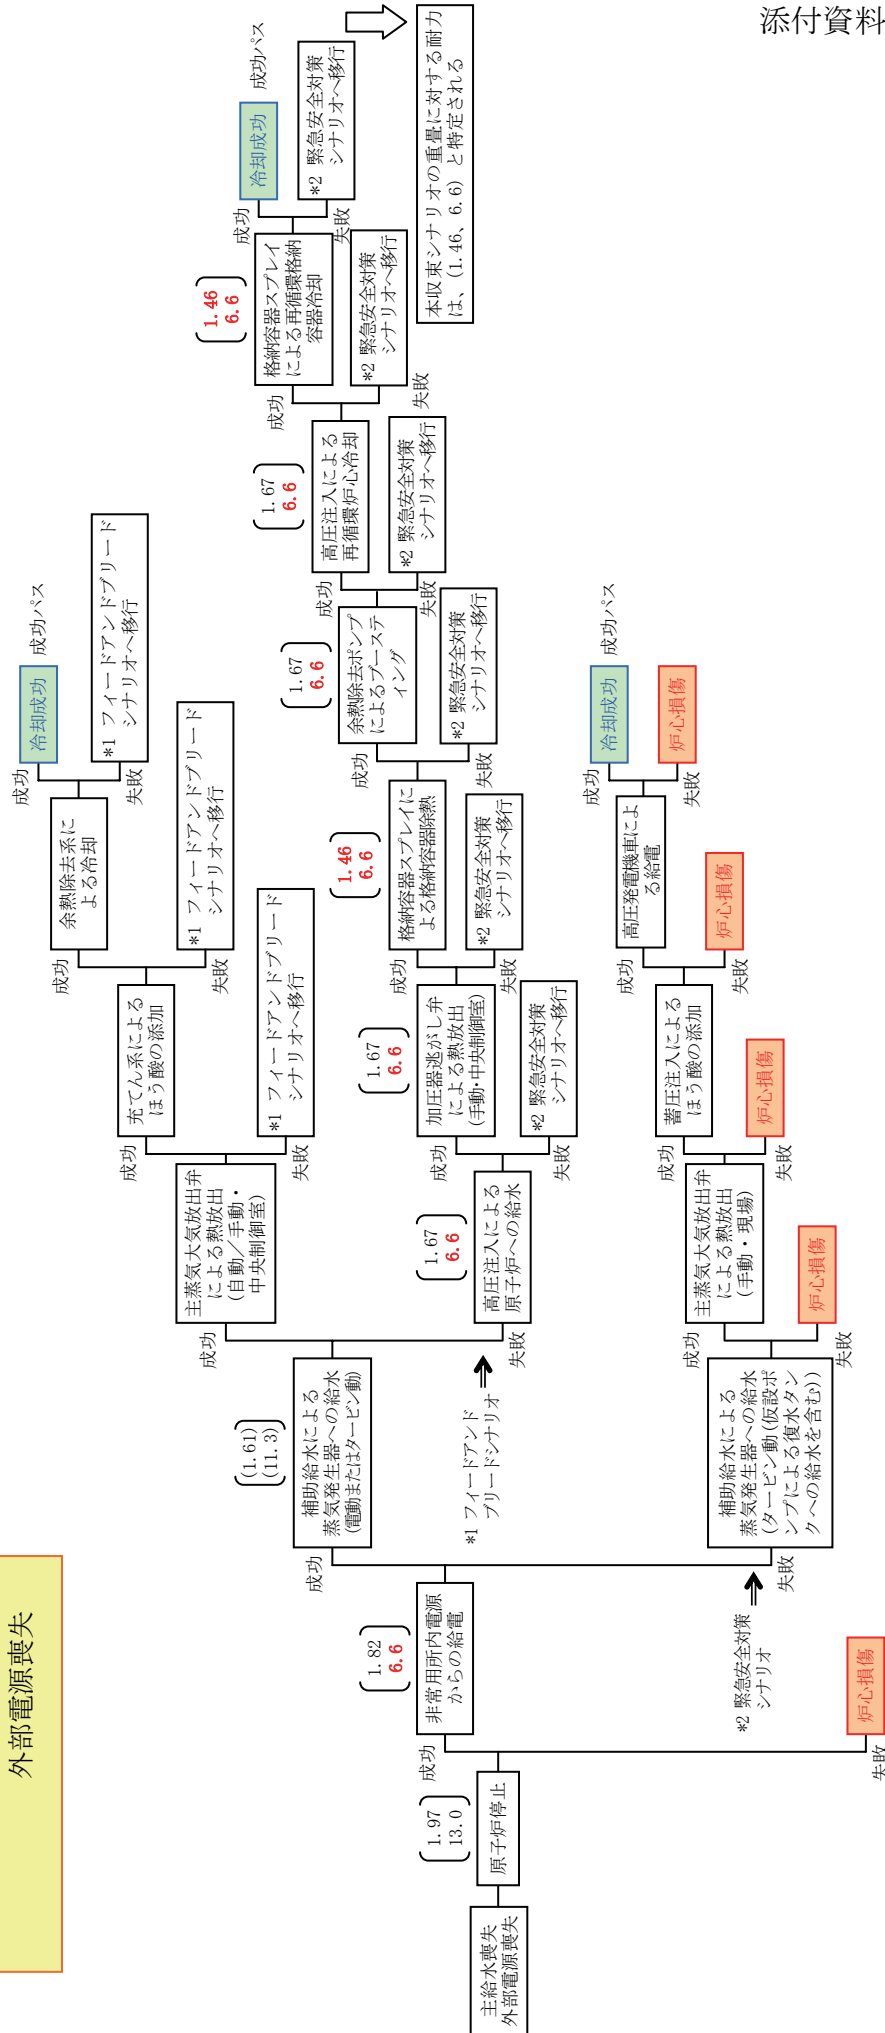 添付資料
外部電源喪失
主給水喪失
外部電源喪失
1.97
13.0
原子炉停止
成功
失敗
炉心損傷
1.82
6.6
非常用所内電源
からの給電
成功
失敗
*2 緊急安全対策
シナリオ
(1.61)
(11.3)
補助給水による
蒸気発生器への給水
(電動またはタービン動)
成功
失敗
*1 フィードアンド
ブリードシナリオ
主蒸気大気放出弁
による熱放出
(自動／手動・
中央制御室)
成功
失敗
*1 フィードアンドブリード
シナリオへ移行
充てん系による
ほう酸の添加
成功
失敗
*1 フィードアンドブリード
シナリオへ移行
余熱除去系に
よる冷却
成功
失敗
冷却成功
成功パス
*1 フィードアンドブリード
シナリオへ移行
1.67
6.6
高圧注入による
原子炉への給水
成功
失敗
*2 緊急安全対策
シナリオへ移行
1.67
6.6
加圧器逃がし弁
による熱放出
(手動･中央制御室)
成功
失敗
*2 緊急安全対策
シナリオへ移行
1.46
6.6
格納容器スプレイに
よる格納容器除熱
成功
失敗
*2 緊急安全対策
シナリオへ移行
1.67
6.6
余熱除去ポンプ
によるブーステ
ィング
成功
失敗
*2 緊急安全対策
シナリオへ移行
1.67
6.6
高圧注入による
再循環炉心冷却
成功
失敗
*2 緊急安全対策
シナリオへ移行
1.46
6.6
格納容器スプレイ
による再循環格納
容器冷却
成功
失敗
冷却成功
成功パス
*2 緊急安全対策
シナリオへ移行
本収束シナリオの重畳に対する耐力
は、(1.46、6.6) と特定される
補助給水による
蒸気発生器への給水
(タービン動(仮設ポ
ンプによる復水タン
クへの給水を含む))
成功
失敗
炉心損傷
主蒸気大気放出弁
による熱放出
(手動・現場)
成功
失敗
炉心損傷
蓄圧注入による
ほう酸の添加
成功
失敗
炉心損傷
高圧発電機車によ
る給電
成功
失敗
冷却成功
成功パス
炉心損傷